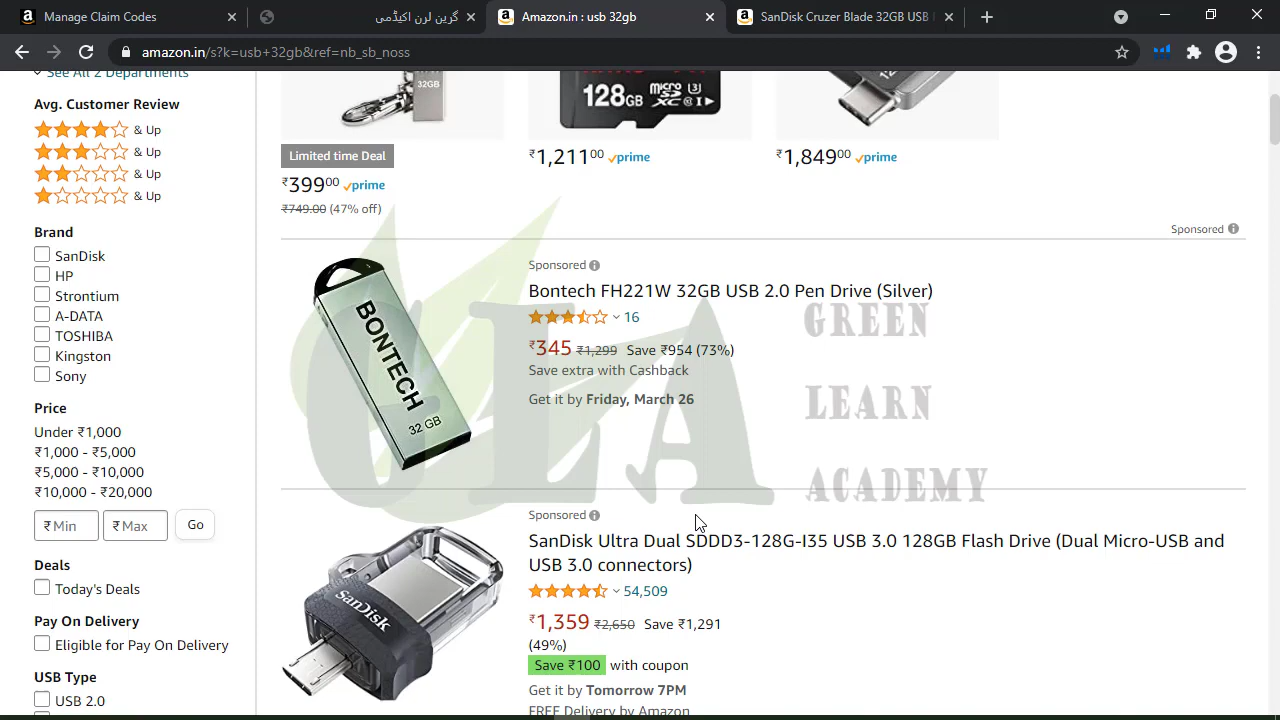 Manage Claim Codes
گرین لرن اکیڈمی
Amazon.in : usb 32gb
SanDisk Cruzer Blade 32GB USB
amazon.in/s?k=usb+32gb&ref=nb_sb_noss
See All 2 Departments
Avg. Customer Review
& Up
& Up
& Up
& Up
Brand
SanDisk
HP
Strontium
A-DATA
TOSHIBA
Kingston
Sony
Price
Under ₹1,000
₹1,000 - ₹5,000
₹5,000 - ₹10,000
₹10,000 - ₹20,000
₹ Min ₹ Max Go
Deals
Today's Deals
Pay On Delivery
Eligible for Pay On Delivery
USB Type
USB 2.0
32GB
128GB microSD XC U3 I
Limited time Deal
₹399.00 prime
₹749.00 (47% off)
₹1,211.00 prime
₹1,849.00 prime
Sponsored
BONTECH
32 GB
Sponsored
Bontech FH221W 32GB USB 2.0 Pen Drive (Silver)
16
₹345 ₹1,299 Save ₹954 (73%)
Save extra with Cashback
Get it by Friday, March 26
GLA
GREEN
LEARN
ACADEMY
SanDisk
Sponsored
SanDisk Ultra Dual SDDD3-128G-I35 USB 3.0 128GB Flash Drive (Dual Micro-USB and
USB 3.0 connectors)
54,509
₹1,359 ₹2,650 Save ₹1,291
(49%)
Save ₹100 with coupon
Get it by Tomorrow 7PM
FREE Delivery by Amazon